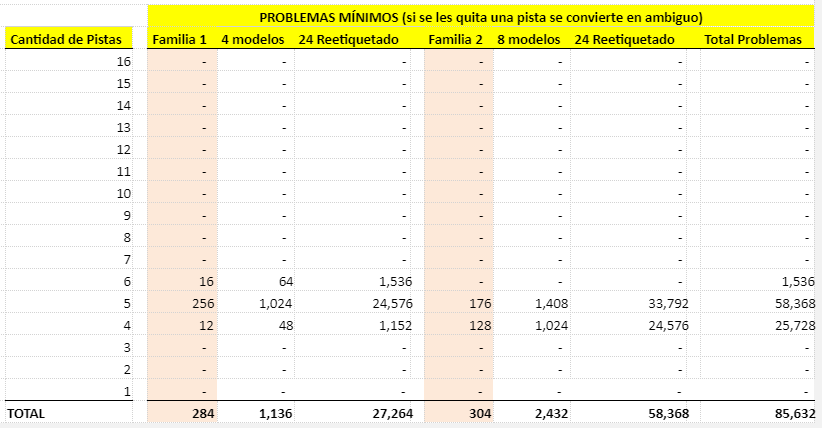 PROBLEMAS MÍNIMOS (si se les quita una pista se convierte en ambiguo)
Cantidad de Pistas Familia 1 4 modelos 24 Reetiquetado Familia 2 8 modelos 24 Reetiquetado Total Problemas
16 - - - - - - -
15 - - - - - - -
14 - - - - - - -
13 - - - - - - -
12 - - - - - - -
11 - - - - - - -
10 - - - - - - -
9 - - - - - - -
8 - - - - - - -
7 - - - - - - -
6 16 64 1,536 - - - 1,536
5 256 1,024 24,576 176 1,408 33,792 58,368
4 12 48 1,152 128 1,024 24,576 25,728
3 - - - - - - -
2 - - - - - - -
1 - - - - - - -
TOTAL 284 1,136 27,264 304 2,432 58,368 85,632